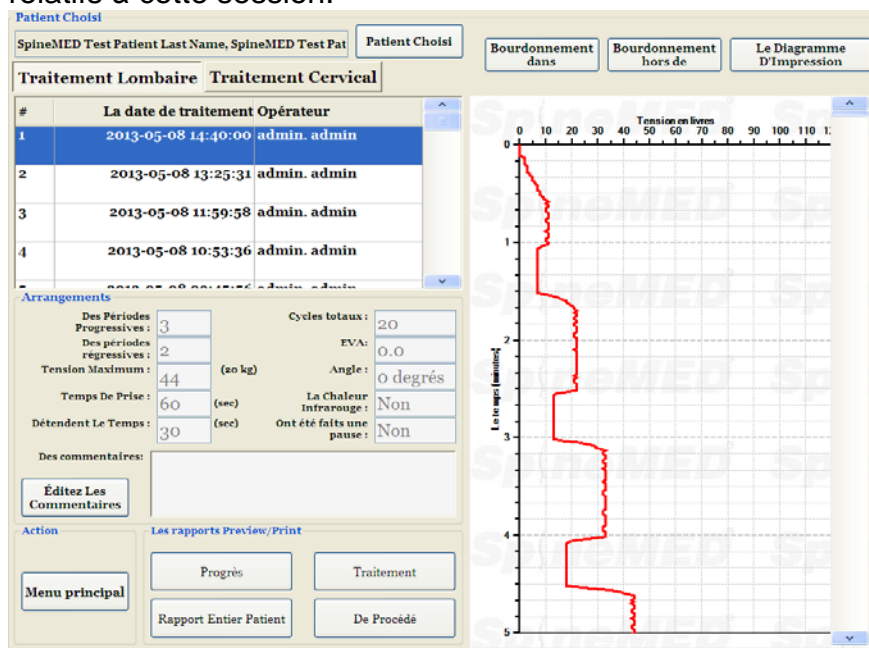 relatifs à cette session.
Patient Choisi
SpineMED Test Patient Last Name, SpineMED Test Pat
Patient Choisi
Bourdonnement dans
Bourdonnement hors de
Le Diagramme D'Impression
Traitement Lombaire
Traitement Cervical
# La date de traitement Opérateur
1 2013-05-08 14:40:00 admin. admin
2 2013-05-08 13:25:31 admin. admin
3 2013-05-08 11:59:58 admin. admin
4 2013-05-08 10:53:36 admin. admin
Arrangements
Des Périodes Progressives : 3
Cycles totaux : 20
Des périodes régressives : 2
EVA: 0.0
Tension Maximum : 44 (20 kg)
Angle : 0 degrés
Temps De Prise : 60 (sec)
La Chaleur Infrarouge : Non
Détendent Le Temps : 30 (sec)
Ont été faits une pause : Non
Des commentaires:
Éditez Les Commentaires
Action
Menu principal
Les rapports Preview/Print
Progrès
Traitement
Rapport Entier Patient
De Procédé
Tension en livres
0 10 20 30 40 50 60 70 80 90 100 110
Le temps [minutes]
0
1
2
3
4
5
SpineMED
SpineMED
SpineMED
SpineMED
SpineMED
SpineMED